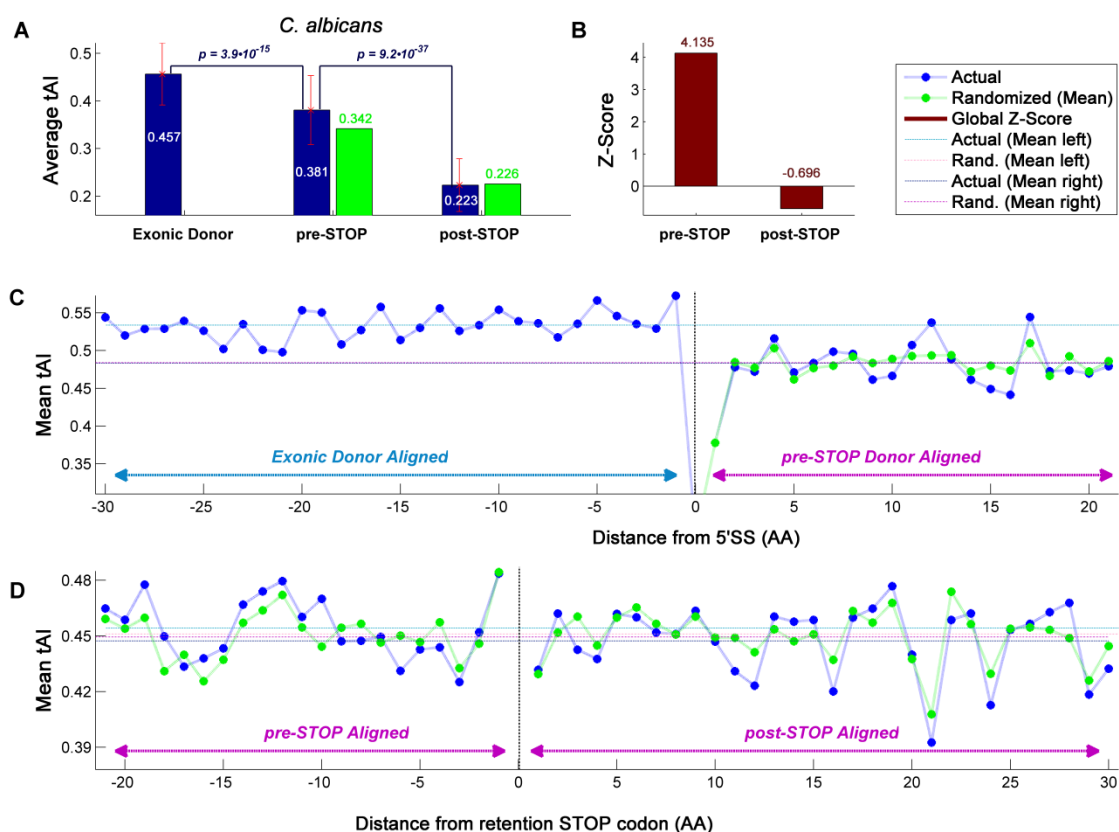 A
C. albicans
p = 3.9•10-15
p = 9.2•10-37
Average tAI
0.5
0.4
0.3
0.2
0.457
0.381
0.342
0.223
0.226
Exonic Donor
pre-STOP
post-STOP
B
Z-Score
4
3
2
1
0
4.135
-0.696
pre-STOP
post-STOP
Actual
Randomized (Mean)
Global Z-Score
Actual (Mean left)
Rand. (Mean left)
Actual (Mean right)
Rand. (Mean right)
C
Mean tAI
0.55
0.5
0.45
0.4
0.35
Exonic Donor Aligned
pre-STOP Donor Aligned
-30 -25 -20 -15 -10 -5 0 5 10 15 20
Distance from 5'SS (AA)
D
Mean tAI
0.48
0.45
0.42
0.39
pre-STOP Aligned
post-STOP Aligned
-20 -15 -10 -5 0 5 10 15 20 25 30
Distance from retention STOP codon (AA)